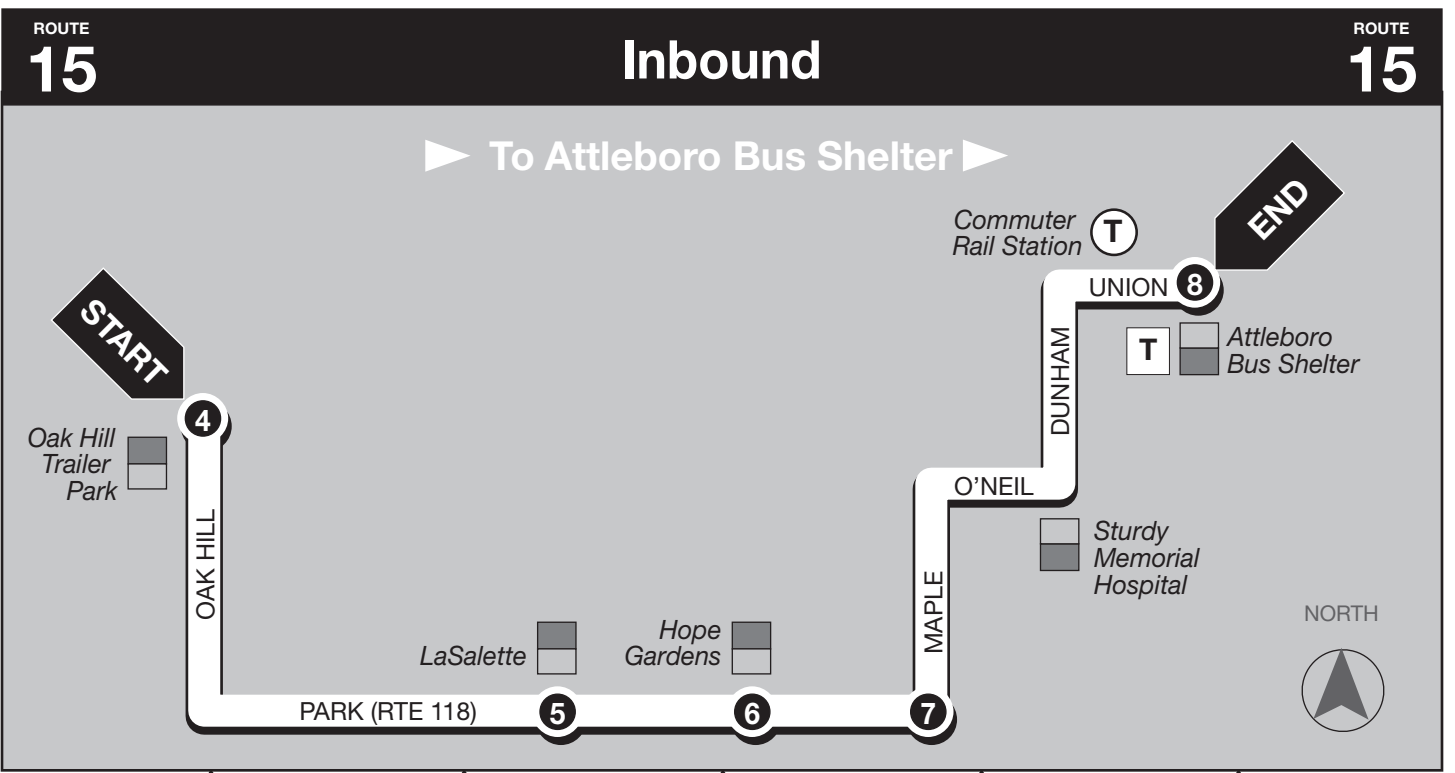 ROUTE
15
Inbound
ROUTE
15
To Attleboro Bus Shelter
START
4
Oak Hill
Trailer
Park
OAK HILL
PARK (RTE 118)
LaSalette
5
Hope
Gardens
6
7
MAPLE
O'NEIL
Sturdy
Memorial
Hospital
DUNHAM
Commuter
Rail Station
T
UNION
8
END
T
Attleboro
Bus Shelter
NORTH